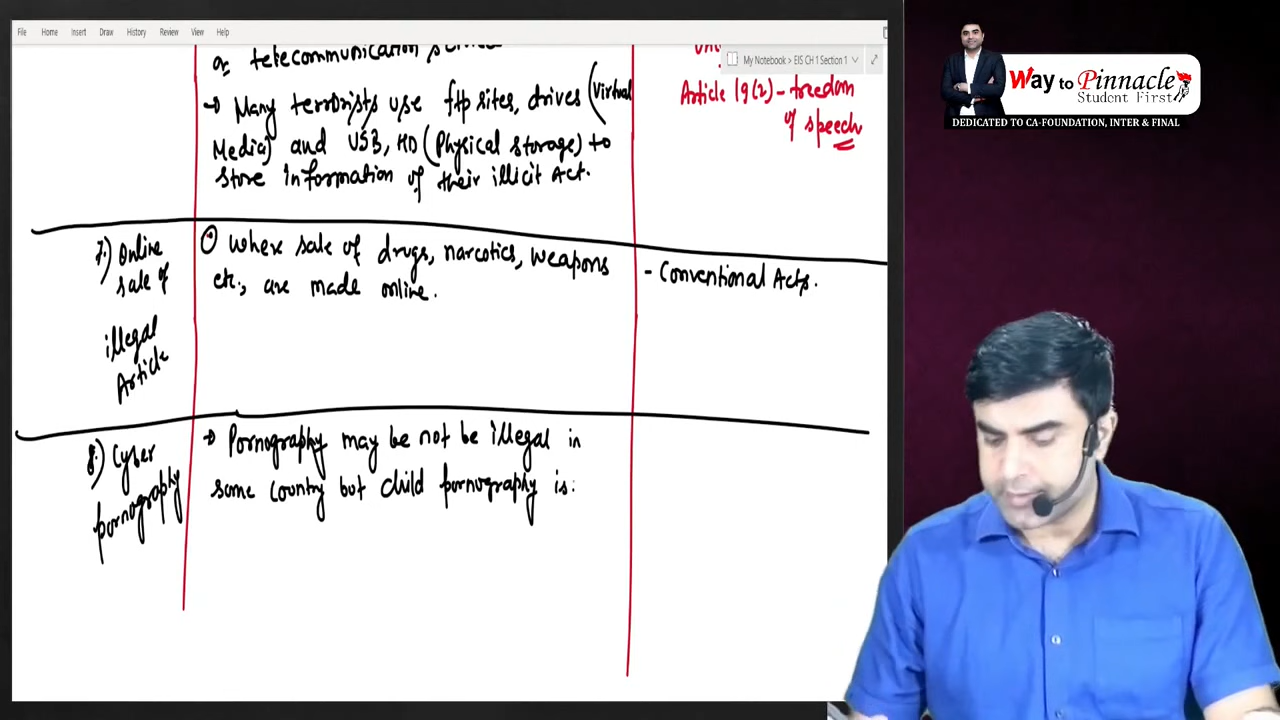 File Home Insert Draw History Review View Help
or telecommunication
My Notebook > EIS CH 1 Section 1
→ Many terrorists use ftp sites, drives (Virtual
Media) and USB, HD (Physical storage) to
store information of their illicit Act.
Article 19(2) - freedom
of speech
7.) Online
sale of
illegal
Article
→ Where sale of drugs, narcotics, weapons
etc., are made online.
- Conventional Acts.
8.) Cyber
pornography
→ Pornography may be not be illegal in
some country but child pornography is.
Way to Pinnacle
Student First
DEDICATED TO CA-FOUNDATION, INTER & FINAL